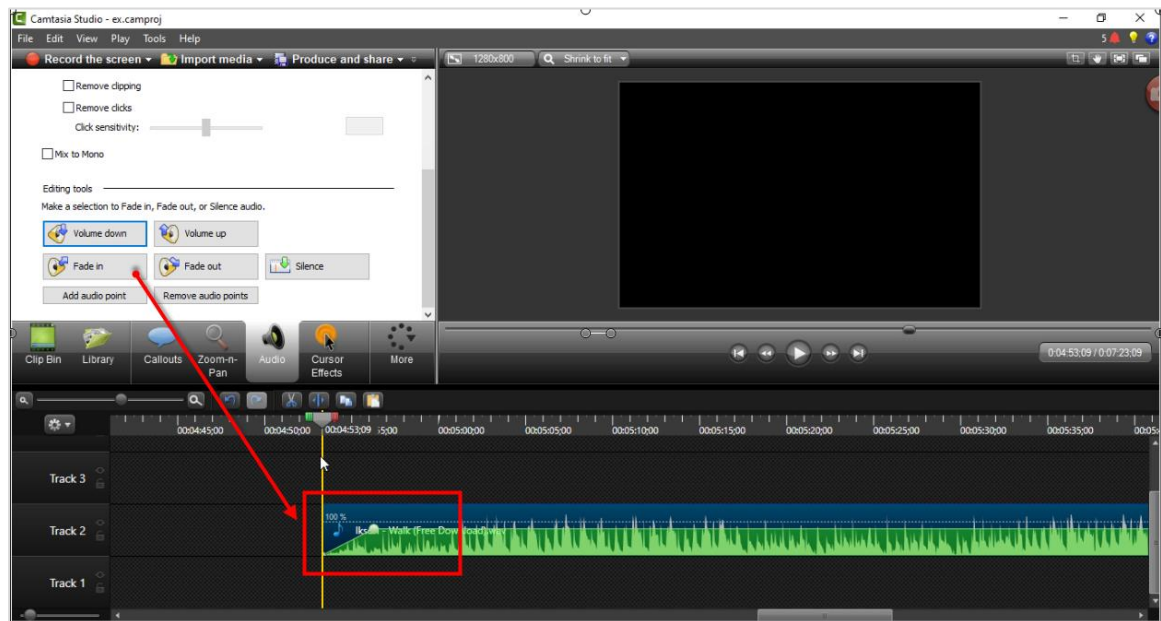 Camtasia Studio - ex.camproj
File Edit View Play Tools Help
5
Record the screen Import media Produce and share
1280x800 Shrink to fit
Remove clipping
Remove clicks
Click sensitivity:
Mix to Mono
Editing tools
Make a selection to Fade in, Fade out, or Silence audio.
Volume down Volume up
Fade in Fade out Silence
Add audio point Remove audio points
Clip Bin Library Callouts Zoom-n-Pan Audio Cursor Effects More
0:04:53;09 / 0:07:23;09
00:04:45;00 00:04:50;00 00:04:53;09 00:05:00;00 00:05:05;00 00:05:10;00 00:05:15;00 00:05:20;00 00:05:25;00 00:05:30;00 00:05:35;00
Track 3
100 %
Track 2 - Walk (Free Download).wav
Track 1